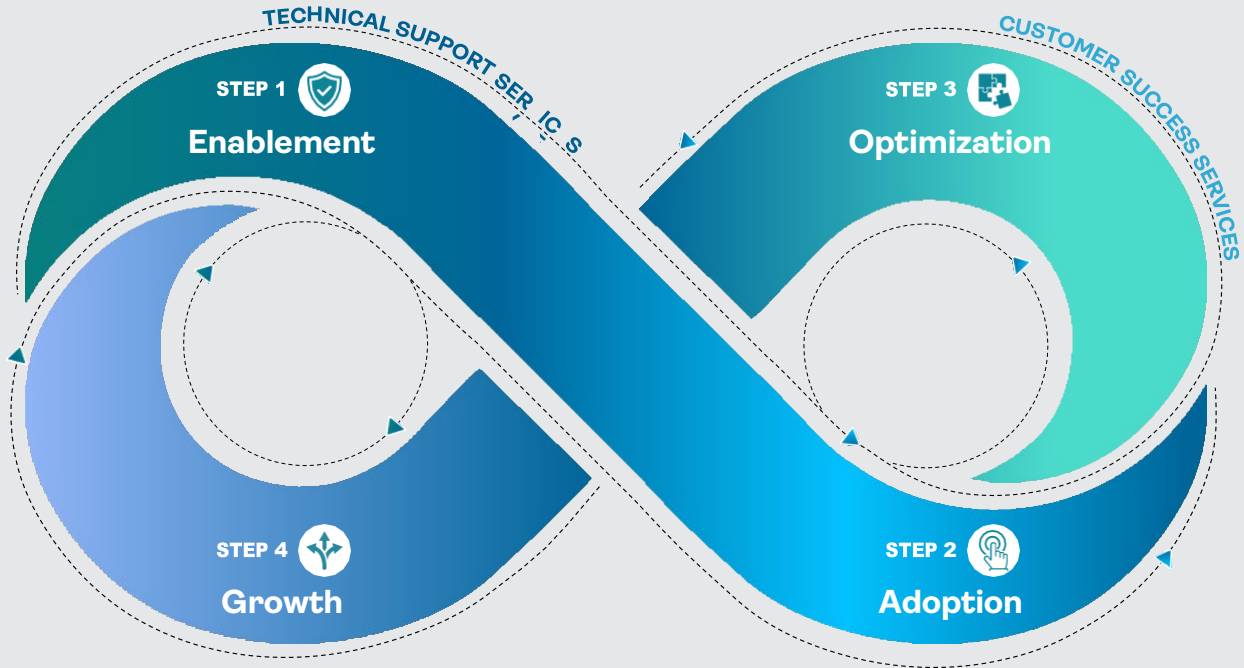 TECHNICAL SUPPORT
CUSTOMER SUCCESS SERVICES
STEP 1
Enablement
STEP 3
Optimization
STEP 4
Growth
STEP 2
Adoption